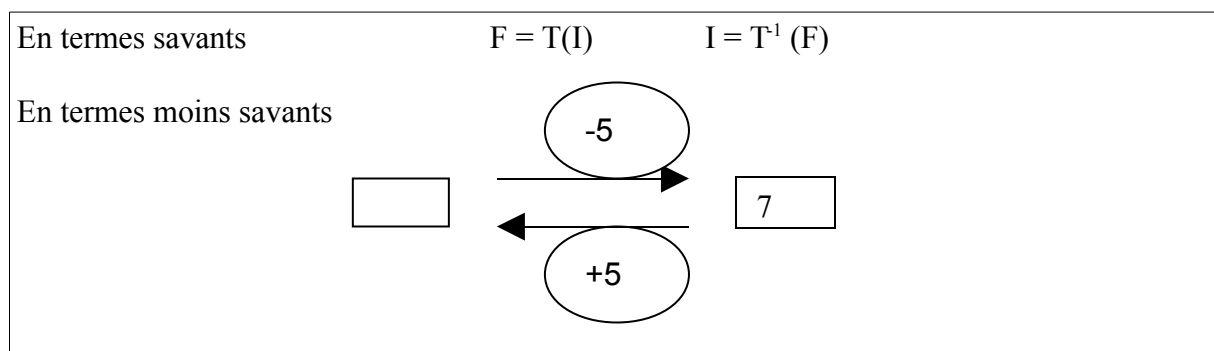 En termes savants F = T(I) I = T⁻¹ (F)
En termes moins savants
-5
7
+5